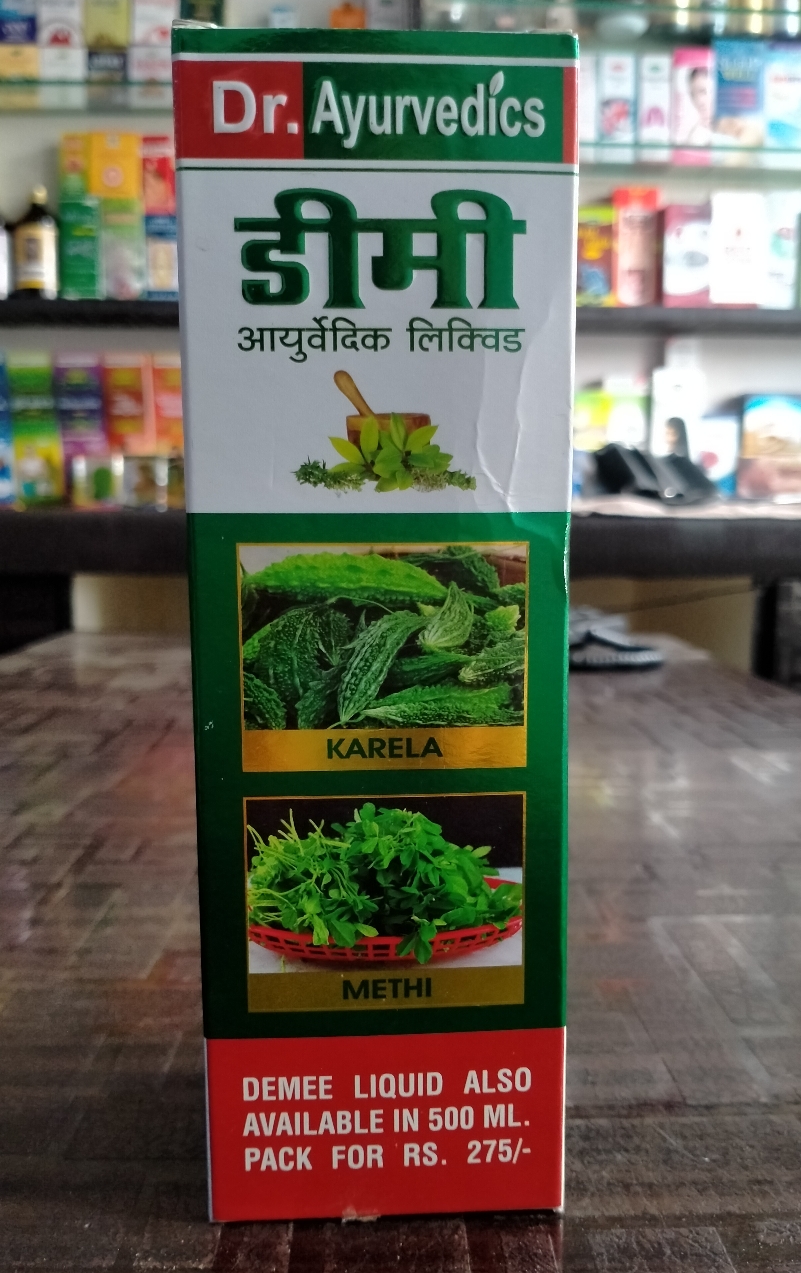 Dr. Ayurvedics
डीमी
आयुर्वेदिक लिक्विड
KARELA
METHI
DEMEE LIQUID ALSO
AVAILABLE IN 500 ML.
PACK FOR RS. 275/-